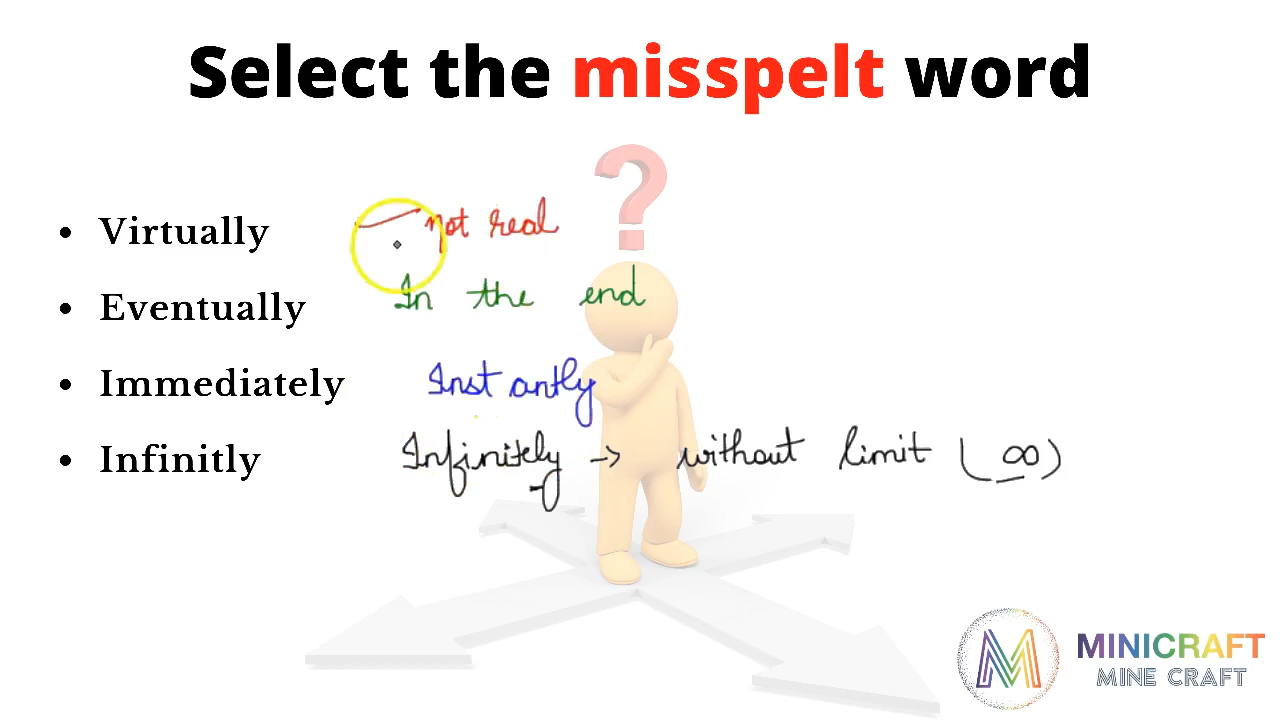 Select the misspelt word
• Virtually not real
• Eventually In the end
• Immediately Instantly
• Infinitly Infinitely -> without limit (∞)
MINICRAFT
MINE CRAFT